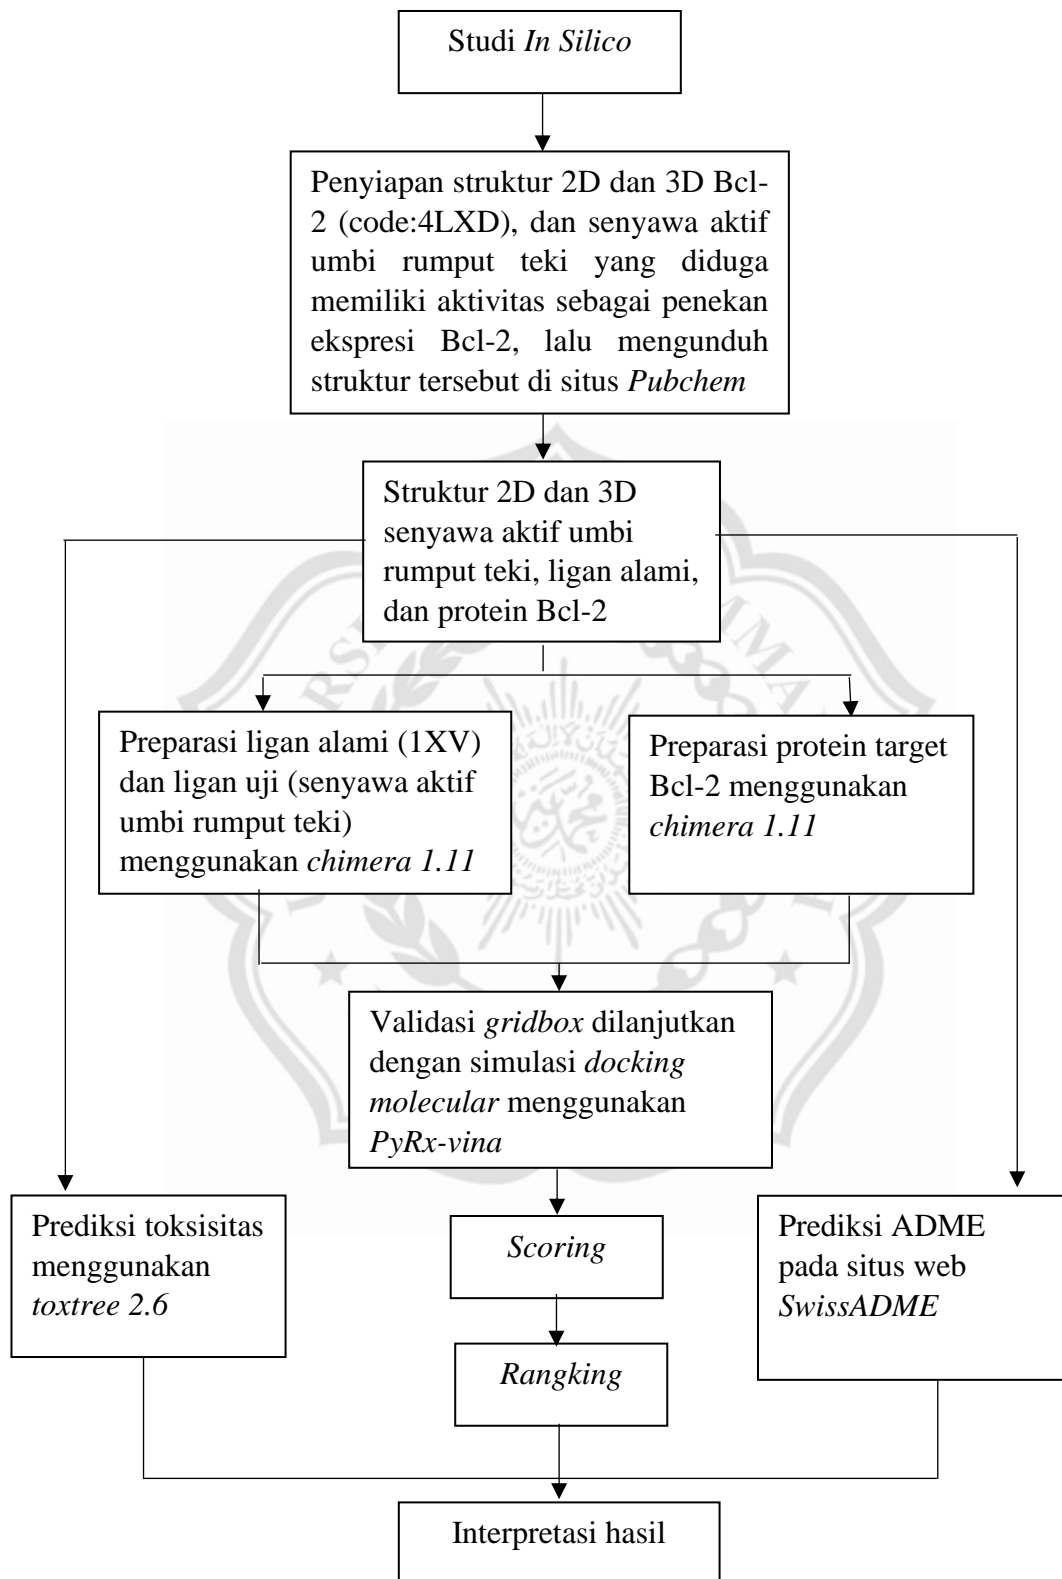 Studi In Silico
Penyiapan struktur 2D dan 3D Bcl-
2 (code:4LXD), dan senyawa aktif
umbi rumput teki yang diduga
memiliki aktivitas sebagai penekan
ekspresi Bcl-2, lalu mengunduh
struktur tersebut di situs Pubchem
Struktur 2D dan 3D
senyawa aktif umbi
rumput teki, ligan alami,
dan protein Bcl-2
Preparasi ligan alami (1XV)
dan ligan uji (senyawa aktif
umbi rumput teki)
menggunakan chimera 1.11
Preparasi protein target
Bcl-2 menggunakan
chimera 1.11
Validasi gridbox dilanjutkan
dengan simulasi docking
molecular menggunakan
PyRx-vina
Prediksi toksisitas
menggunakan
toxtree 2.6
Scoring
Prediksi ADME
pada situs web
SwissADME
Rangking
Interpretasi hasil